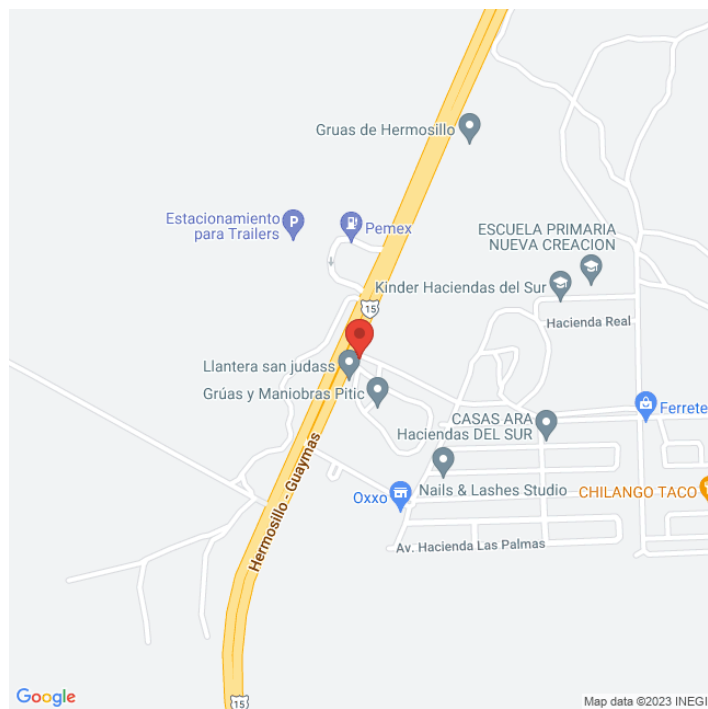 Gruas de Hermosillo
Estacionamiento
para Trailers
Pemex
ESCUELA PRIMARIA
NUEVA CREACION
Kinder Haciendas del Sur
15
Hacienda Real
Llantera san judass
Grúas y Maniobras Pitic
Ferrete
CASAS ARA
Haciendas DEL SUR
Hermosillo - Guaymas
Nails & Lashes Studio
CHILANGO TACO
Oxxo
Av. Hacienda Las Palmas
15
Google
Map data ©2023 INEGI